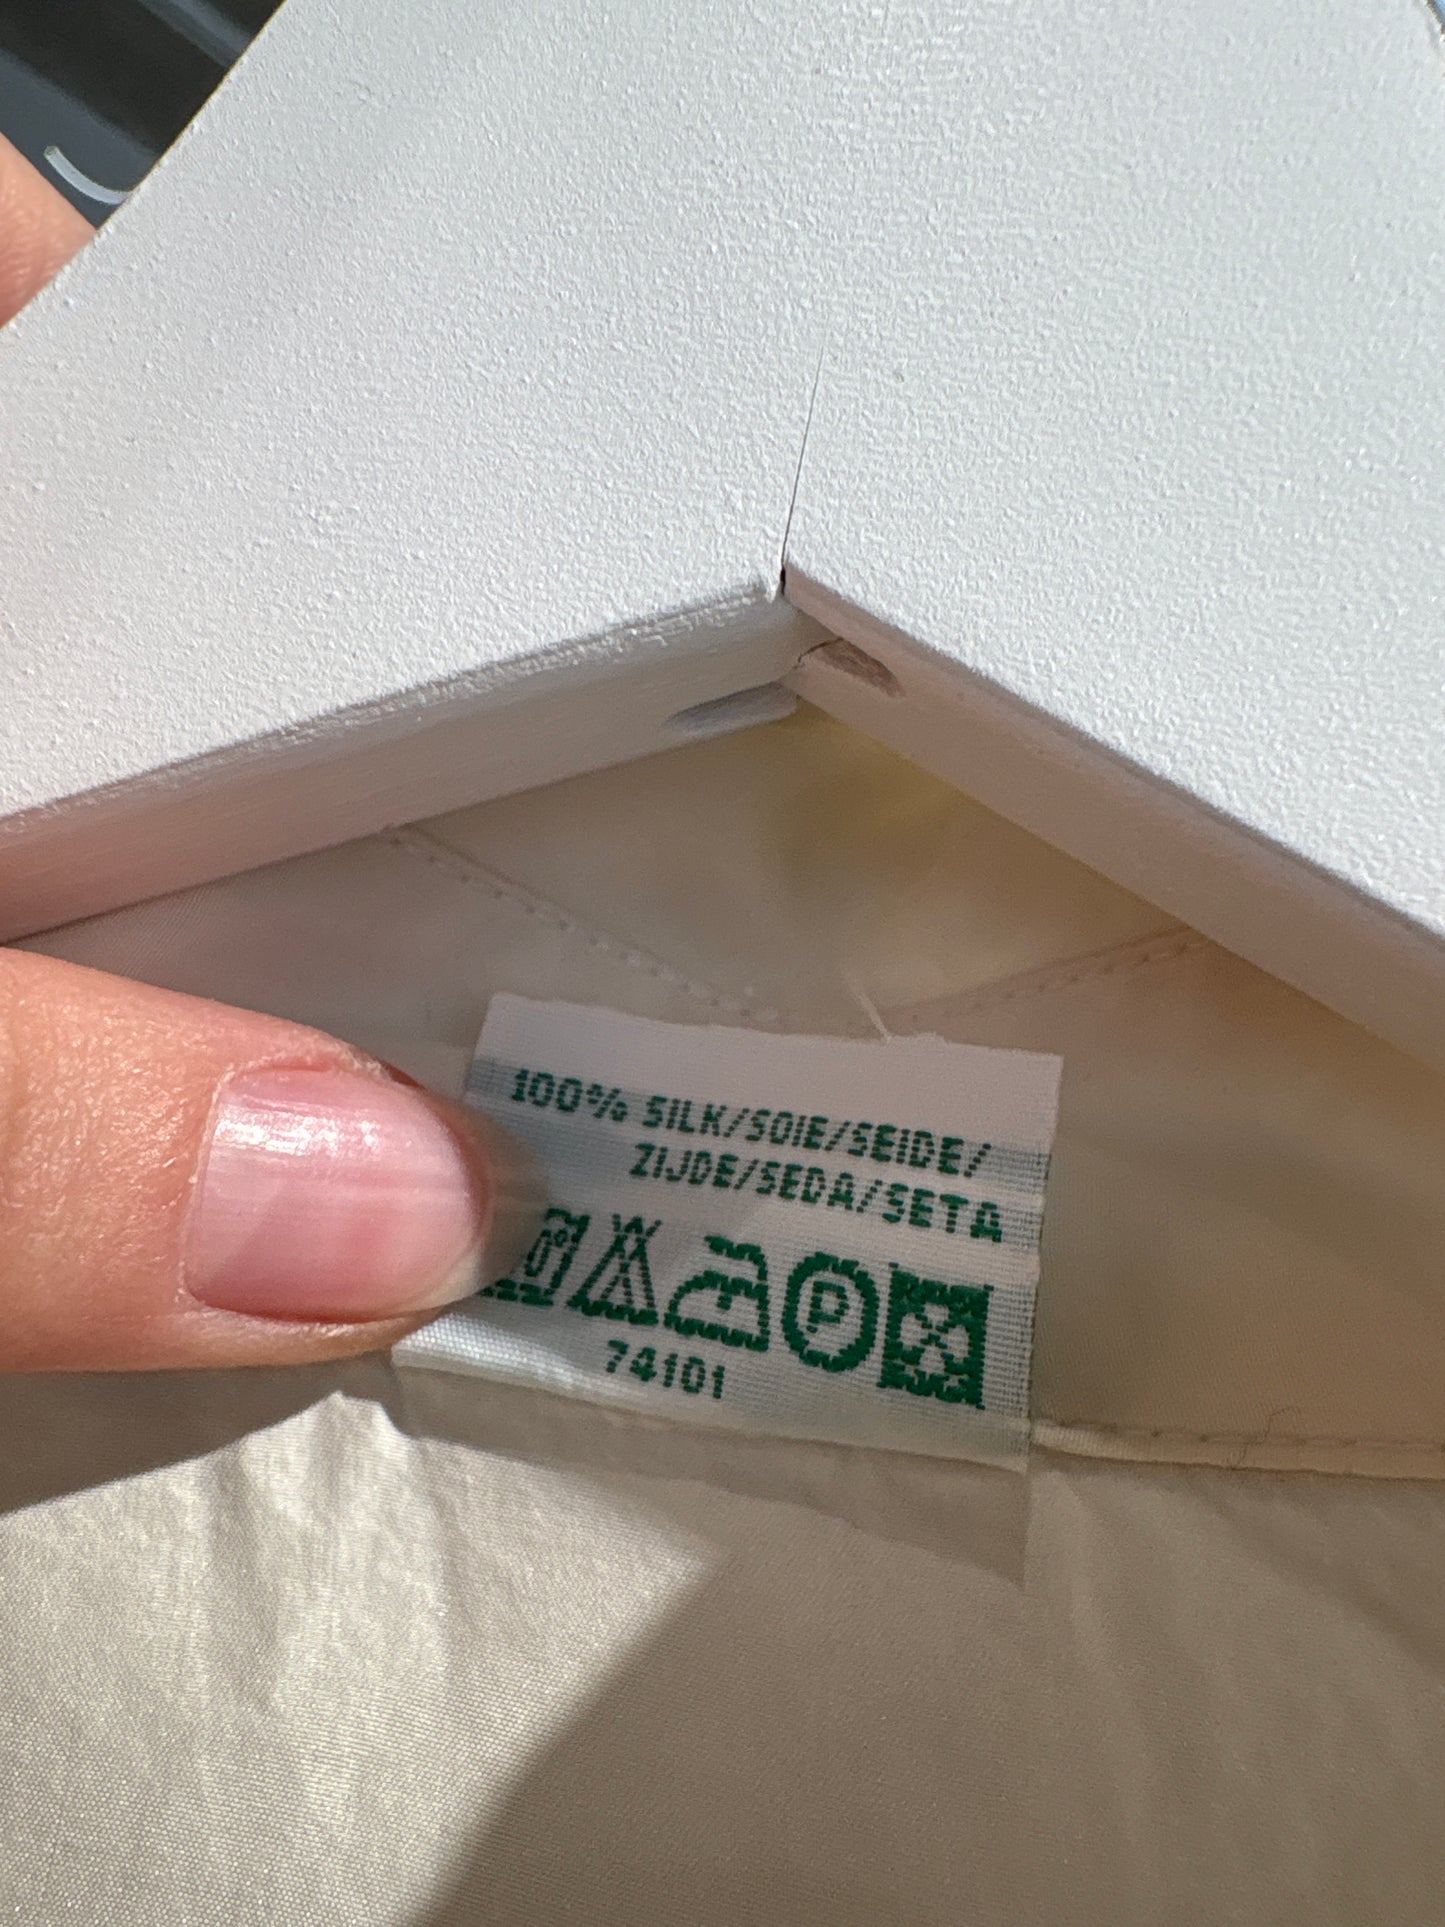 100% SILK/SOIE/SEIDE/
ZIJDE/SEDA/SETA
P
74101